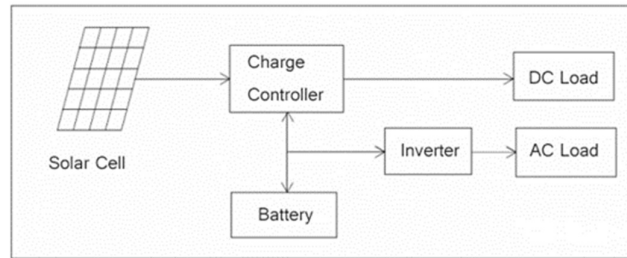 Charge
Controller
DC Load
Solar Cell
Inverter
AC Load
Battery